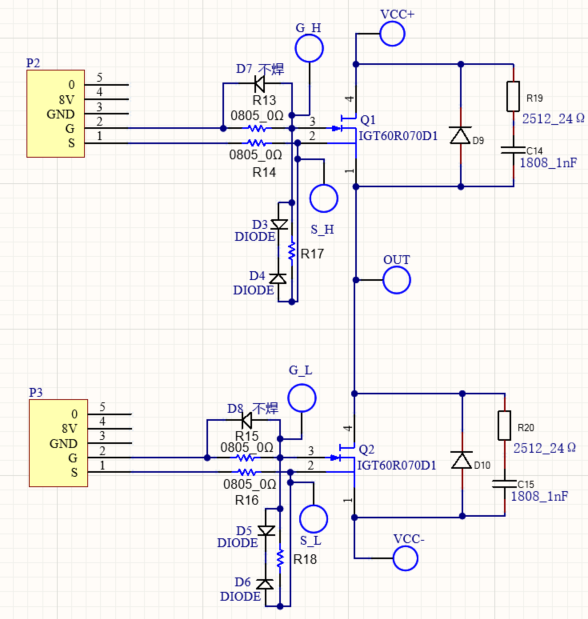 VCC+
G_H
P2
D7 不焊
0 5
8V 4
GND 3
G 2
S 1
R13
0805_0Ω
0805_0Ω
R14
3
2
4
1
Q1
IGT60R070D1
D9
R19
2512_24Ω
C14
1808_1nF
S_H
D3
DIODE
D4
DIODE
R17
OUT
G_L
P3
D8 不焊
0 5
8V 4
GND 3
G 2
S 1
R15
0805_0Ω
0805_0Ω
R16
3
2
4
1
Q2
IGT60R070D1
D10
R20
2512_24Ω
C15
1808_1nF
S_L
D5
DIODE
D6
DIODE
R18
VCC-